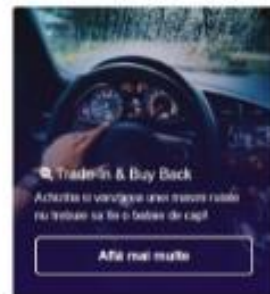 Trade-In & Buy Back
Achizitia si vanzarea unei masini rulate
nu trebuie sa fie o bataie de cap!
Află mai multe